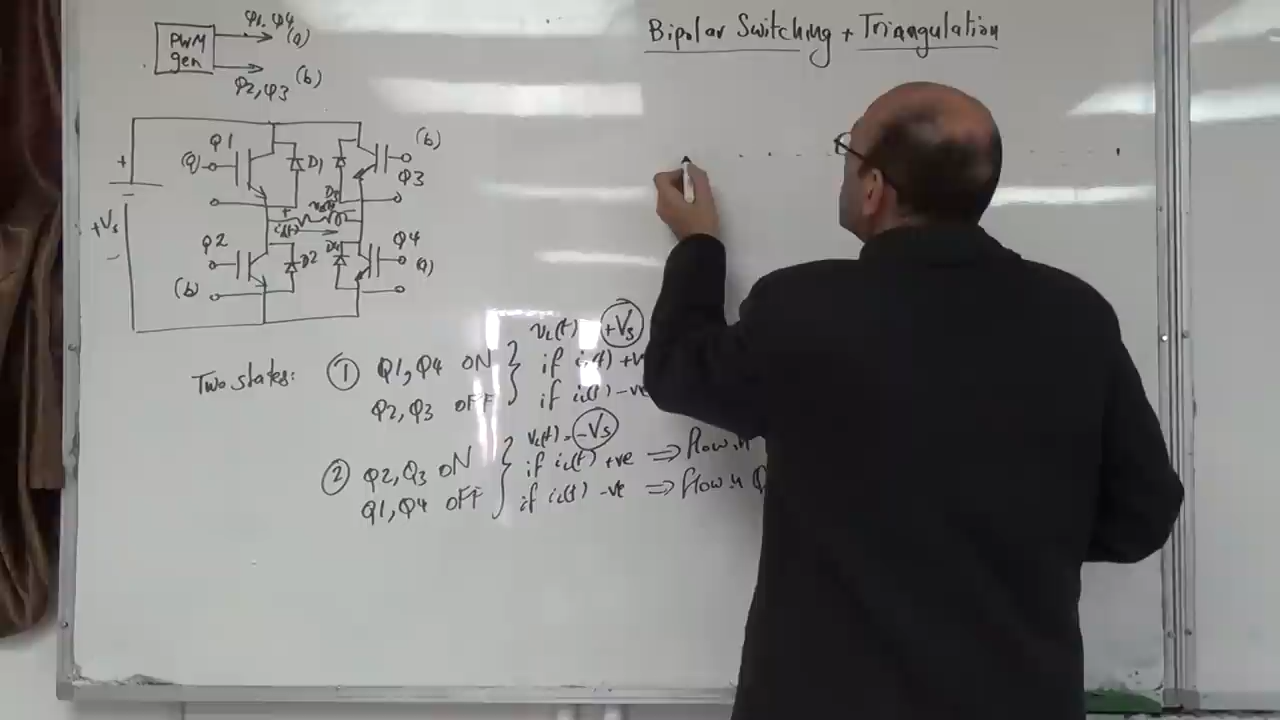 Bipolar Switching + Triangulation
Q1, Q4 (a)
PWM
gen
Q2, Q3 (b)
Q1
(a)
D1
(b)
Q3
+
+Vs
-
+
iL(t)
Q2
(b)
D2
D4
Q4
a)
Two states:
① Q1, Q4 ON
Q2, Q3 OFF
vL(t) +Vs
if iL(t) +v
if iL(t) -ve
② Q2, Q3 ON
Q1, Q4 OFF
vL(t) = -Vs
if iL(t) +ve ⇒ flow in
if iL(t) -ve ⇒ flow in Q